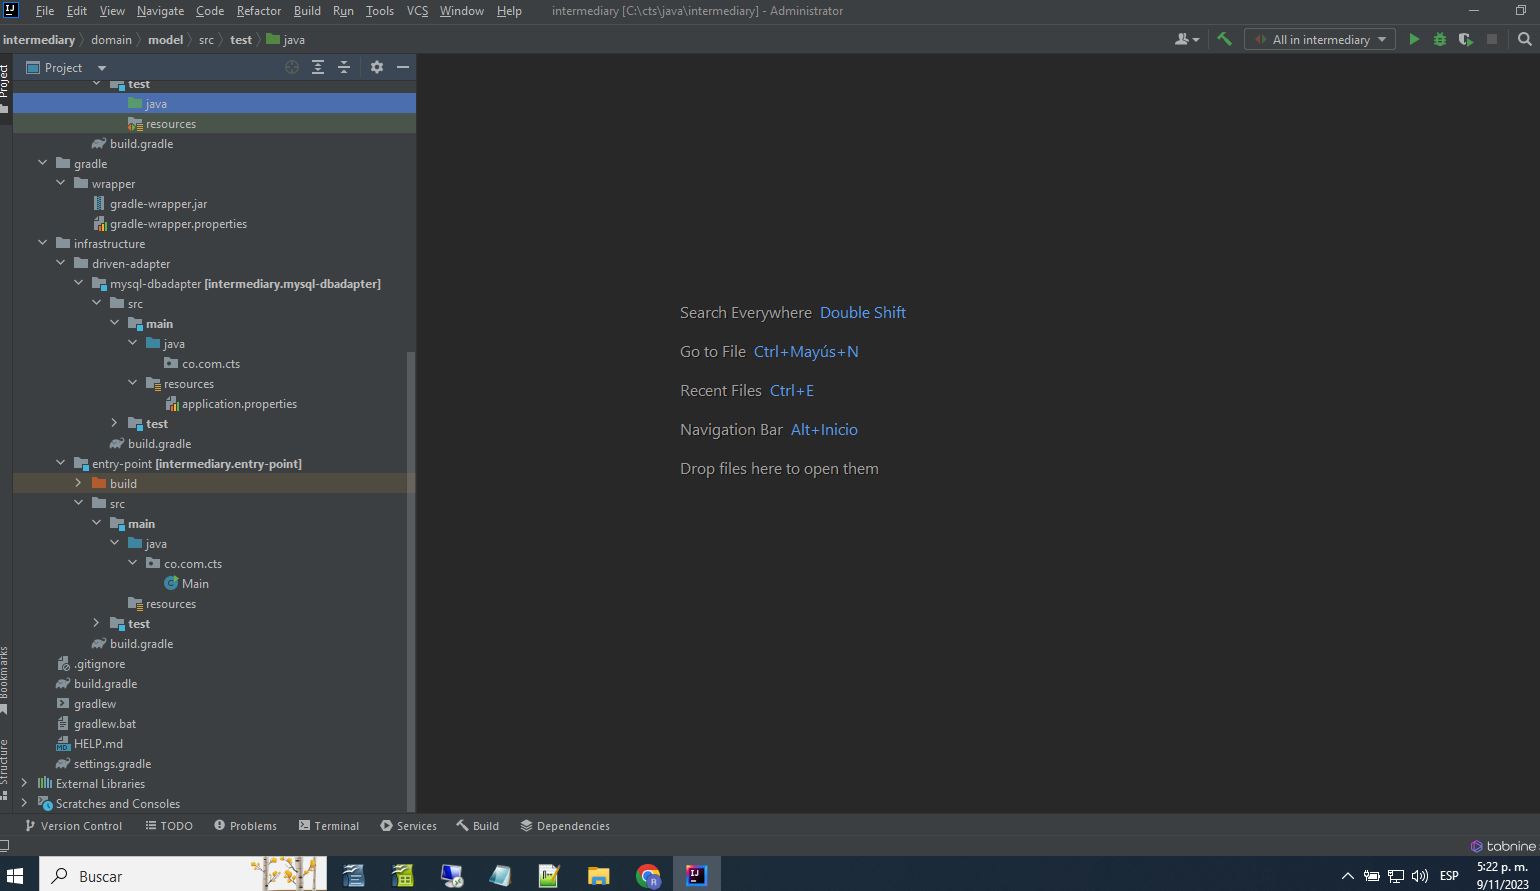 File Edit View Navigate Code Refactor Build Run Tools VCS Window Help intermediary [C:\cts\java\intermediary] - Administrator
intermediary domain model src test java All in intermediary
Project
Project
test
java
resources
build.gradle
gradle
wrapper
gradle-wrapper.jar
gradle-wrapper.properties
infrastructure
driven-adapter
mysql-dbadapter [intermediary.mysql-dbadapter]
src
main
java
co.com.cts
resources
application.properties
test
build.gradle
entry-point [intermediary.entry-point]
build
src
main
java
co.com.cts
Main
resources
test
build.gradle
.gitignore
build.gradle
gradlew
gradlew.bat
HELP.md
settings.gradle
External Libraries
Scratches and Consoles
Bookmarks
Structure
Search Everywhere Double Shift
Go to File Ctrl+Mayús+N
Recent Files Ctrl+E
Navigation Bar Alt+Inicio
Drop files here to open them
Version Control TODO Problems Terminal Services Build Dependencies
tabnine
Buscar
ESP
5:22 p. m.
9/11/2023